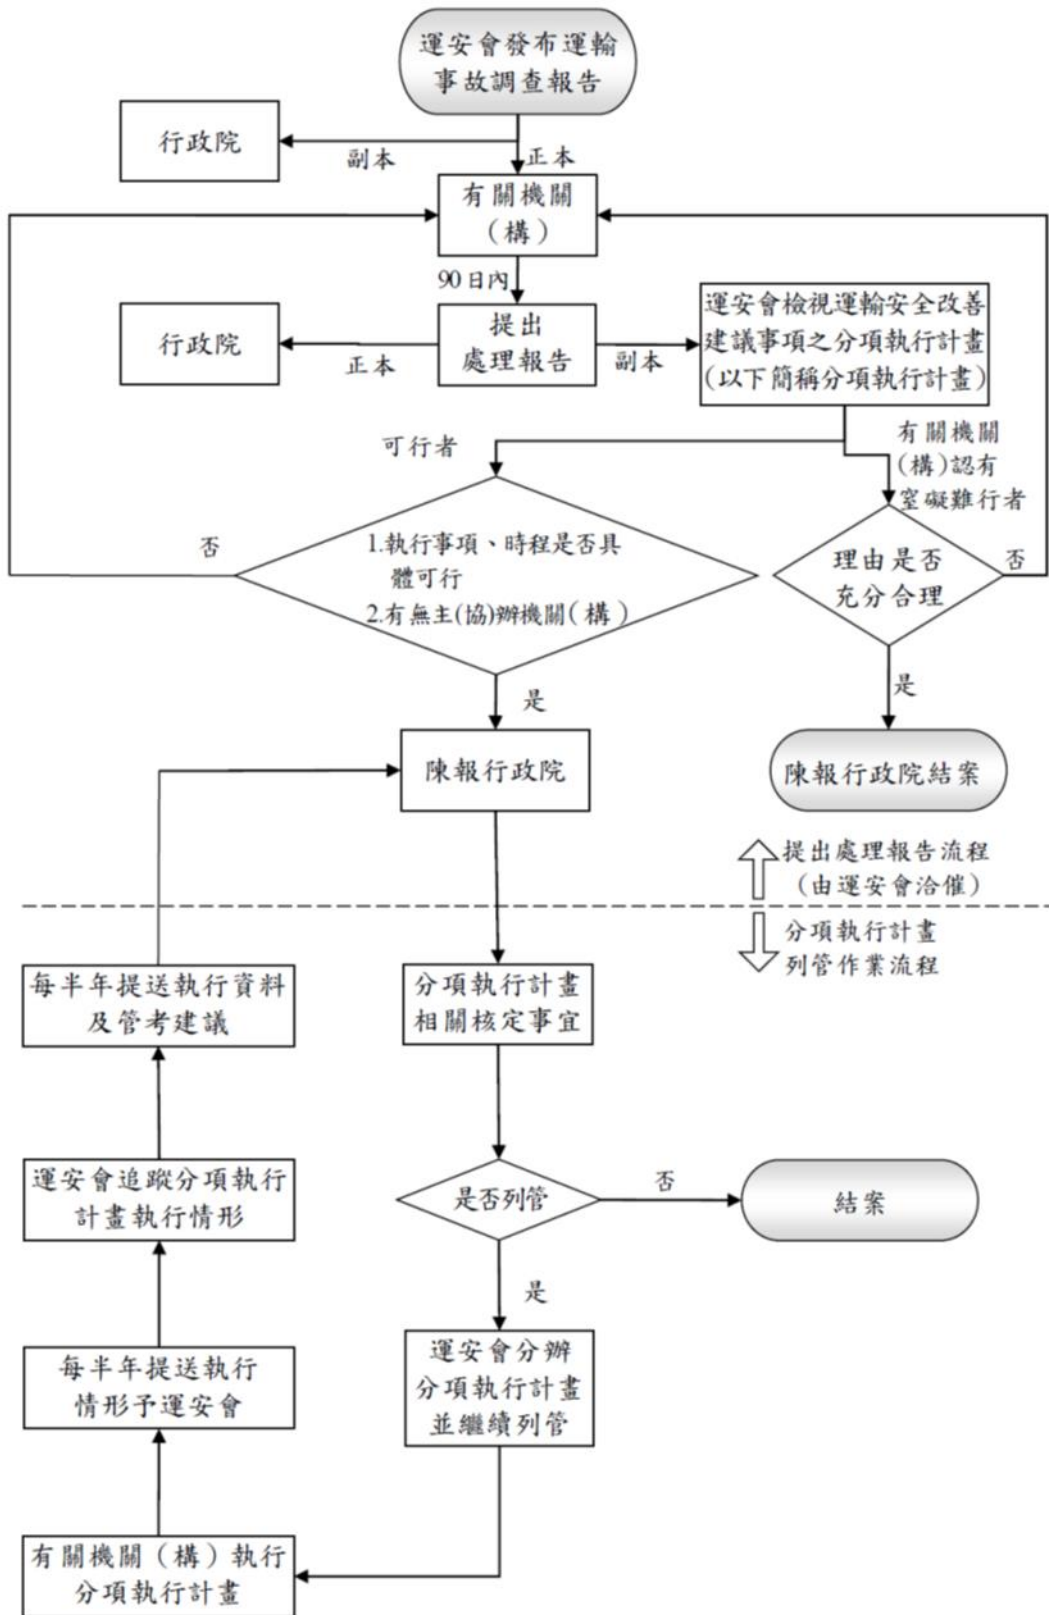 運安會發布運輸
事故調查報告
行政院
副本
正本
有關機關
(構)
90日內
行政院
正本
提出
處理報告
副本
運安會檢視運輸安全改善
建議事項之分項執行計畫
(以下簡稱分項執行計畫)
可行者
有關機關
(構)認有
窒礙難行者
否
1.執行事項、時程是否具
體可行
2.有無主(協)辦機關(構)
理由是否
充分合理
否
是
是
陳報行政院
陳報行政院結案
提出處理報告流程
(由運安會洽催)
分項執行計畫
列管作業流程
每半年提送執行資料
及管考建議
分項執行計畫
相關核定事宜
運安會追蹤分項執行
計畫執行情形
是否列管
否
結案
是
每半年提送執行
情形予運安會
運安會分辦
分項執行計畫
並繼續列管
有關機關(構)執行
分項執行計畫